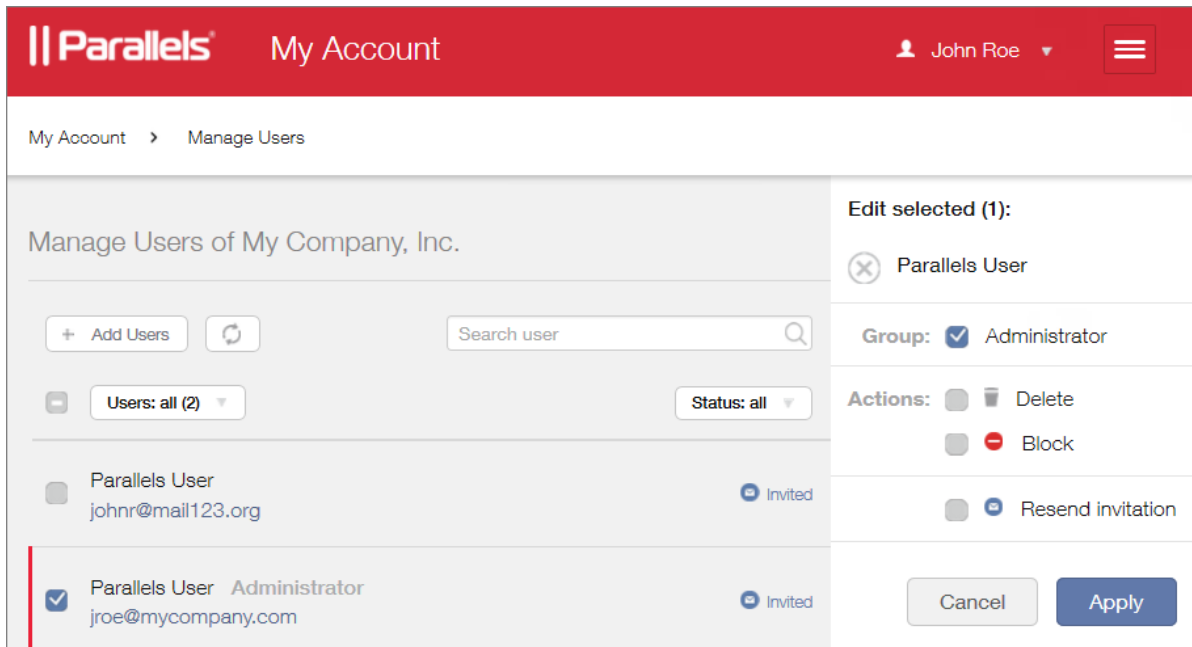 Parallels® My Account John Roe
My Account > Manage Users
Manage Users of My Company, Inc.
+ Add Users
Search user
Users: all (2)
Status: all
Parallels User
johnr@mail123.org
Invited
Parallels User Administrator
jroe@mycompany.com
Invited
Edit selected (1):
Parallels User
Group: Administrator
Actions: Delete
Block
Resend invitation
Cancel Apply